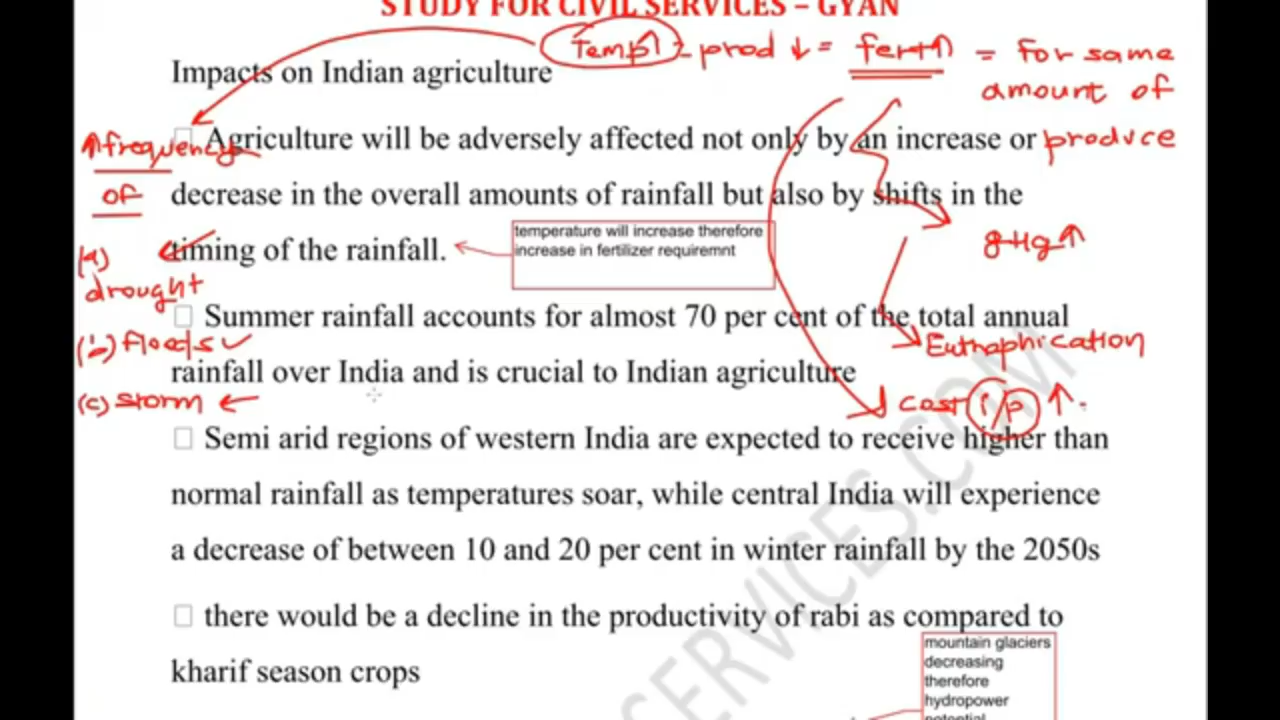 STUDY FOR CIVIL SERVICES – GYAN
Temp↑ - prod ↓ = fert↑ = for same
amount of
produce
Impacts on Indian agriculture
↑frequency
of
(a)
drought
(b) floods ✓
(c) storm ←
Agriculture will be adversely affected not only by an increase or
decrease in the overall amounts of rainfall but also by shifts in the
timing of the rainfall.
temperature will increase therefore
increase in fertilizer requiremnt
gHg↑
Summer rainfall accounts for almost 70 per cent of the total annual
Euthaphication
rainfall over India and is crucial to Indian agriculture
cost i/p ↑
Semi arid regions of western India are expected to receive higher than
normal rainfall as temperatures soar, while central India will experience
a decrease of between 10 and 20 per cent in winter rainfall by the 2050s
there would be a decline in the productivity of rabi as compared to
kharif season crops
mountain glaciers
decreasing
therefore
hydropower
potential
SERVICES.COM